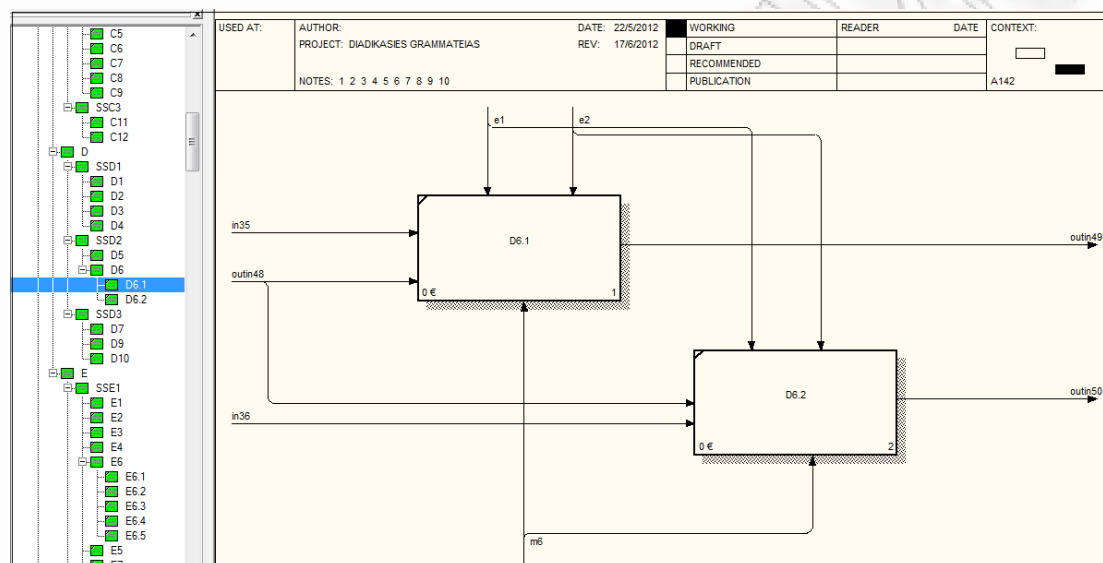 C5
C6
C7
C8
C9
SSC3
C11
C12
D
SSD1
D1
D2
D3
D4
SSD2
D5
D6
D6.1
D6.2
SSD3
D7
D9
D10
E
SSE1
E1
E2
E3
E4
E6
E6.1
E6.2
E6.3
E6.4
E6.5
E5
USED AT: AUTHOR: DATE: 22/5/2012 WORKING READER DATE CONTEXT:
PROJECT: DIADIKASIES GRAMMATEIAS REV: 17/6/2012 DRAFT
RECOMMENDED
NOTES: 1 2 3 4 5 6 7 8 9 10 PUBLICATION A142
e1 e2
in35
D6.1
outin49
outin48
0 € 1
D6.2
outin50
in36
0 € 2
m6